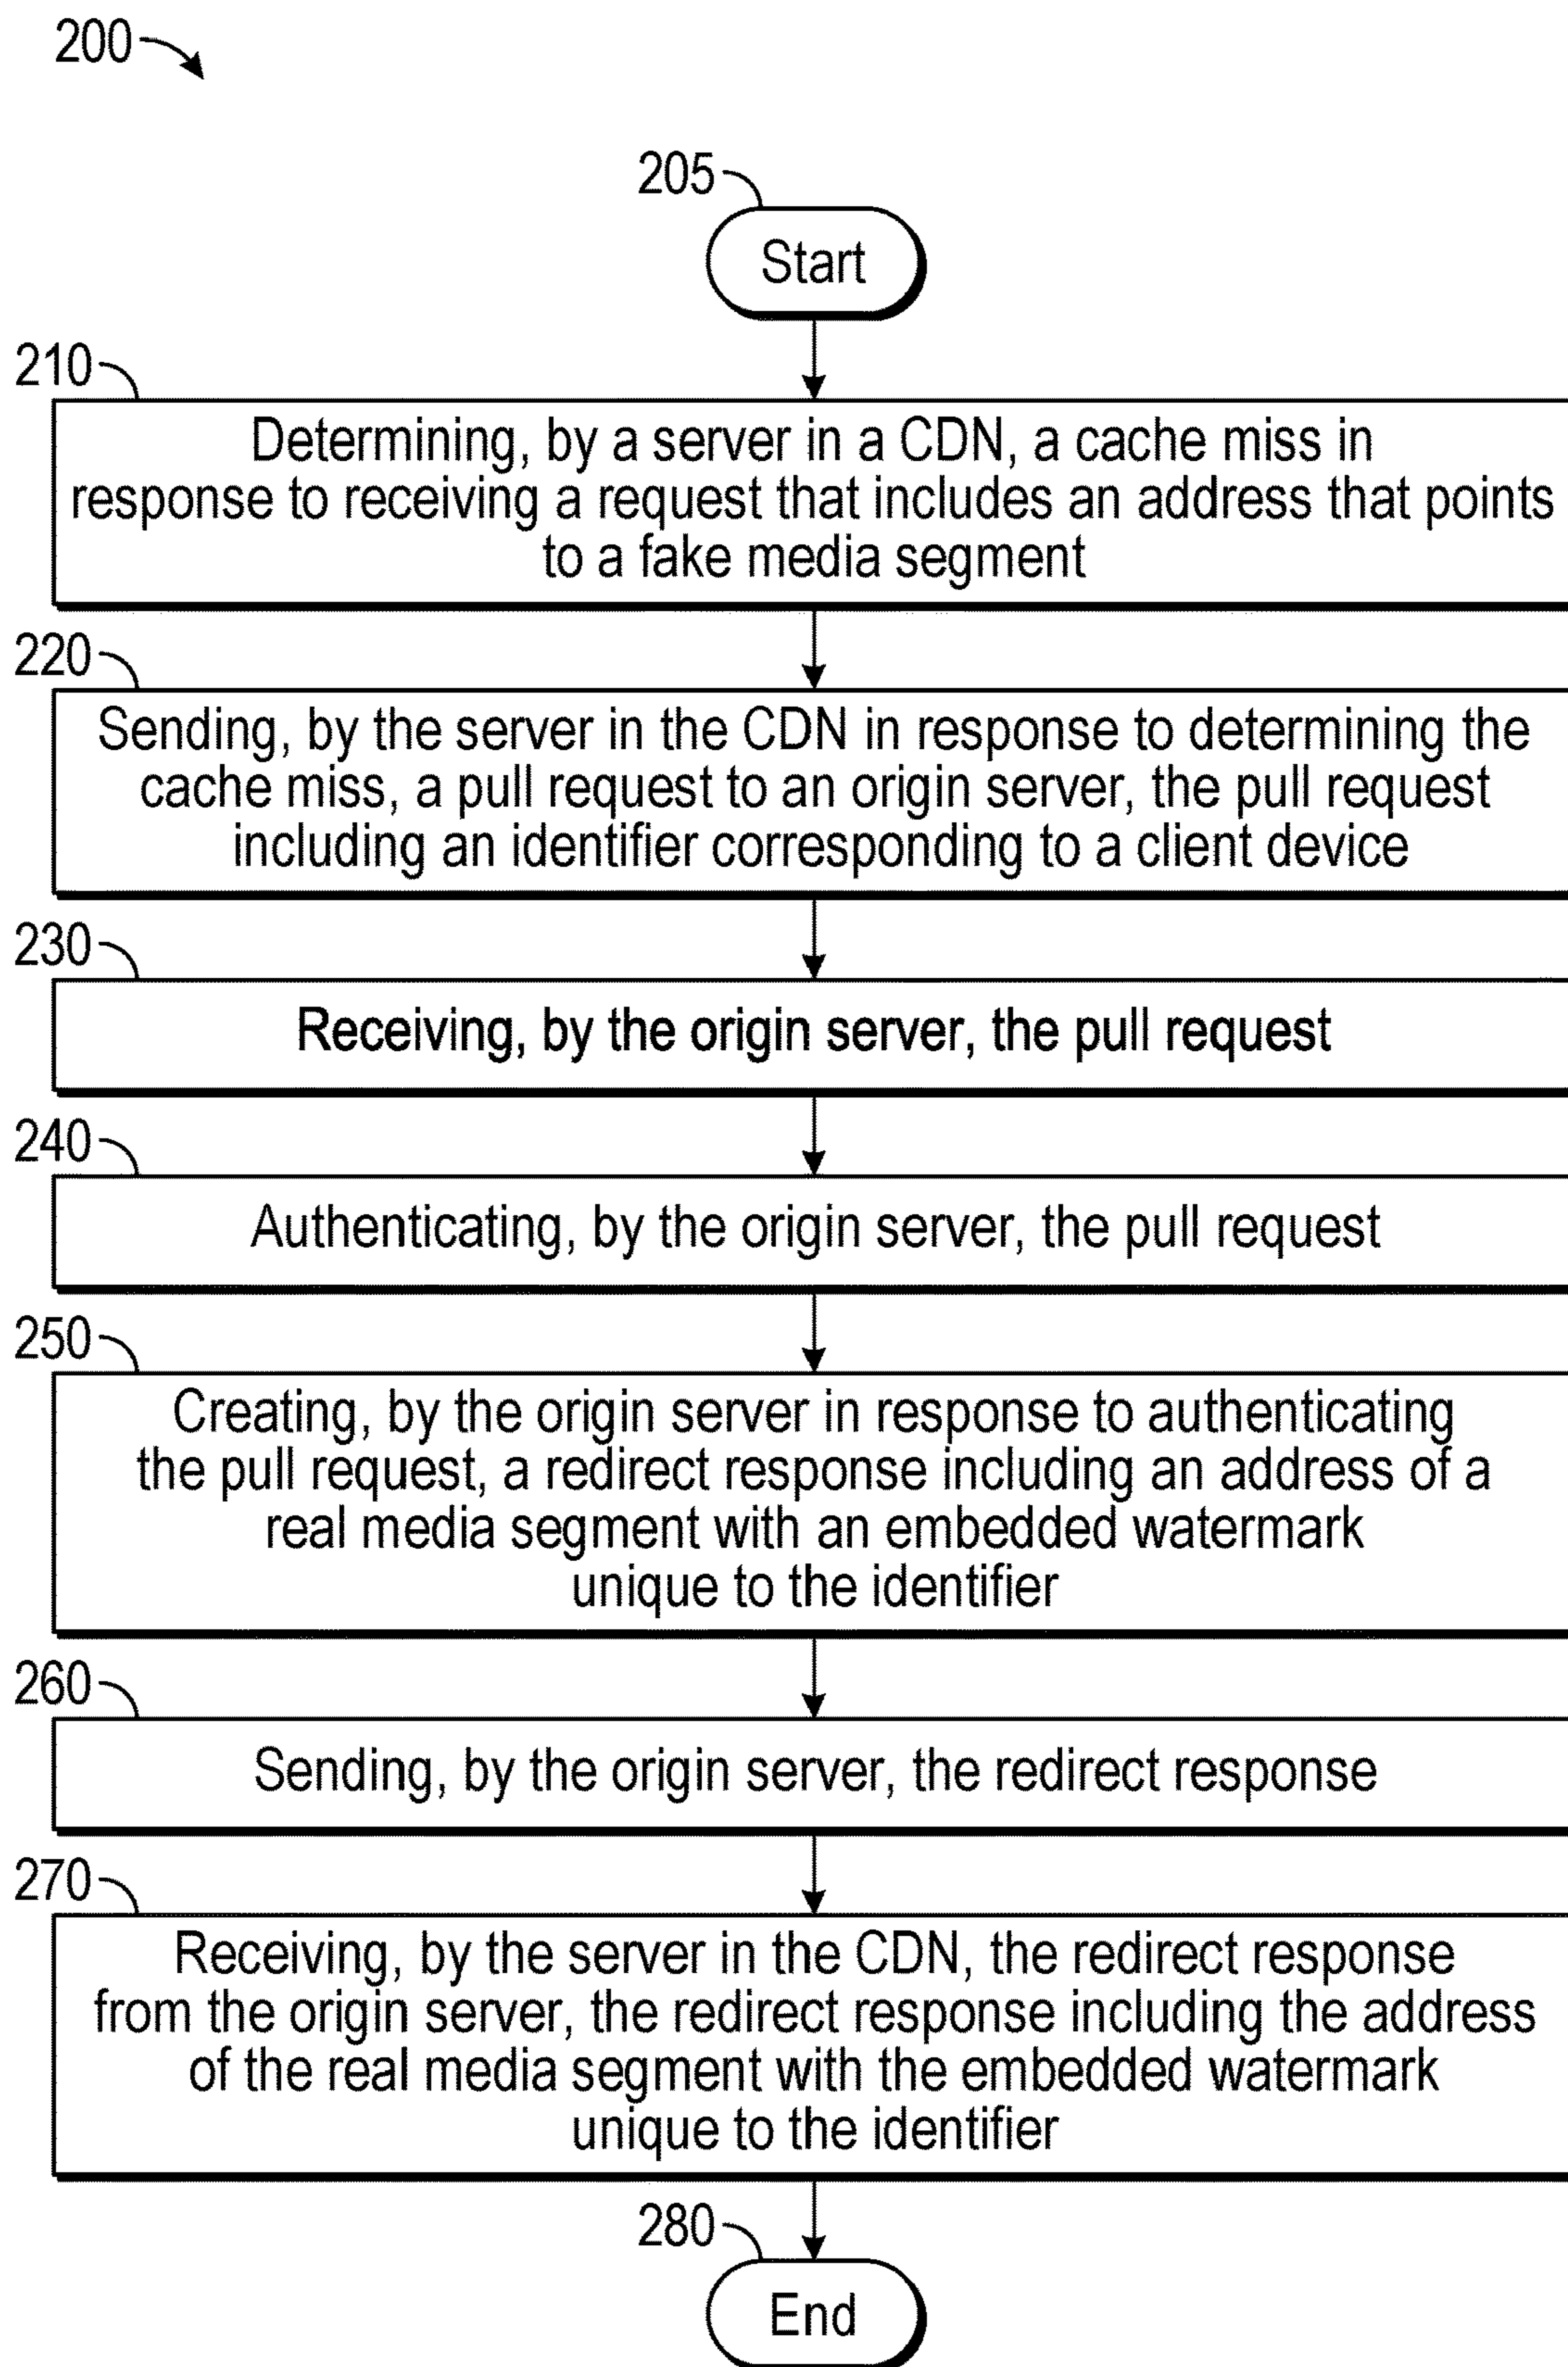 200
205
Start
210
Determining, by a server in a CDN, a cache miss in
response to receiving a request that includes an address that points
to a fake media segment
220
Sending, by the server in the CDN in response to determining the
cache miss, a pull request to an origin server, the pull request
including an identifier corresponding to a client device
230
Receiving, by the origin server, the pull request
240
Authenticating, by the origin server, the pull request
250
Creating, by the origin server in response to authenticating
the pull request, a redirect response including an address of a
real media segment with an embedded watermark
unique to the identifier
260
Sending, by the origin server, the redirect response
270
Receiving, by the server in the CDN, the redirect response
from the origin server, the redirect response including the address
of the real media segment with the embedded watermark
unique to the identifier
280
End